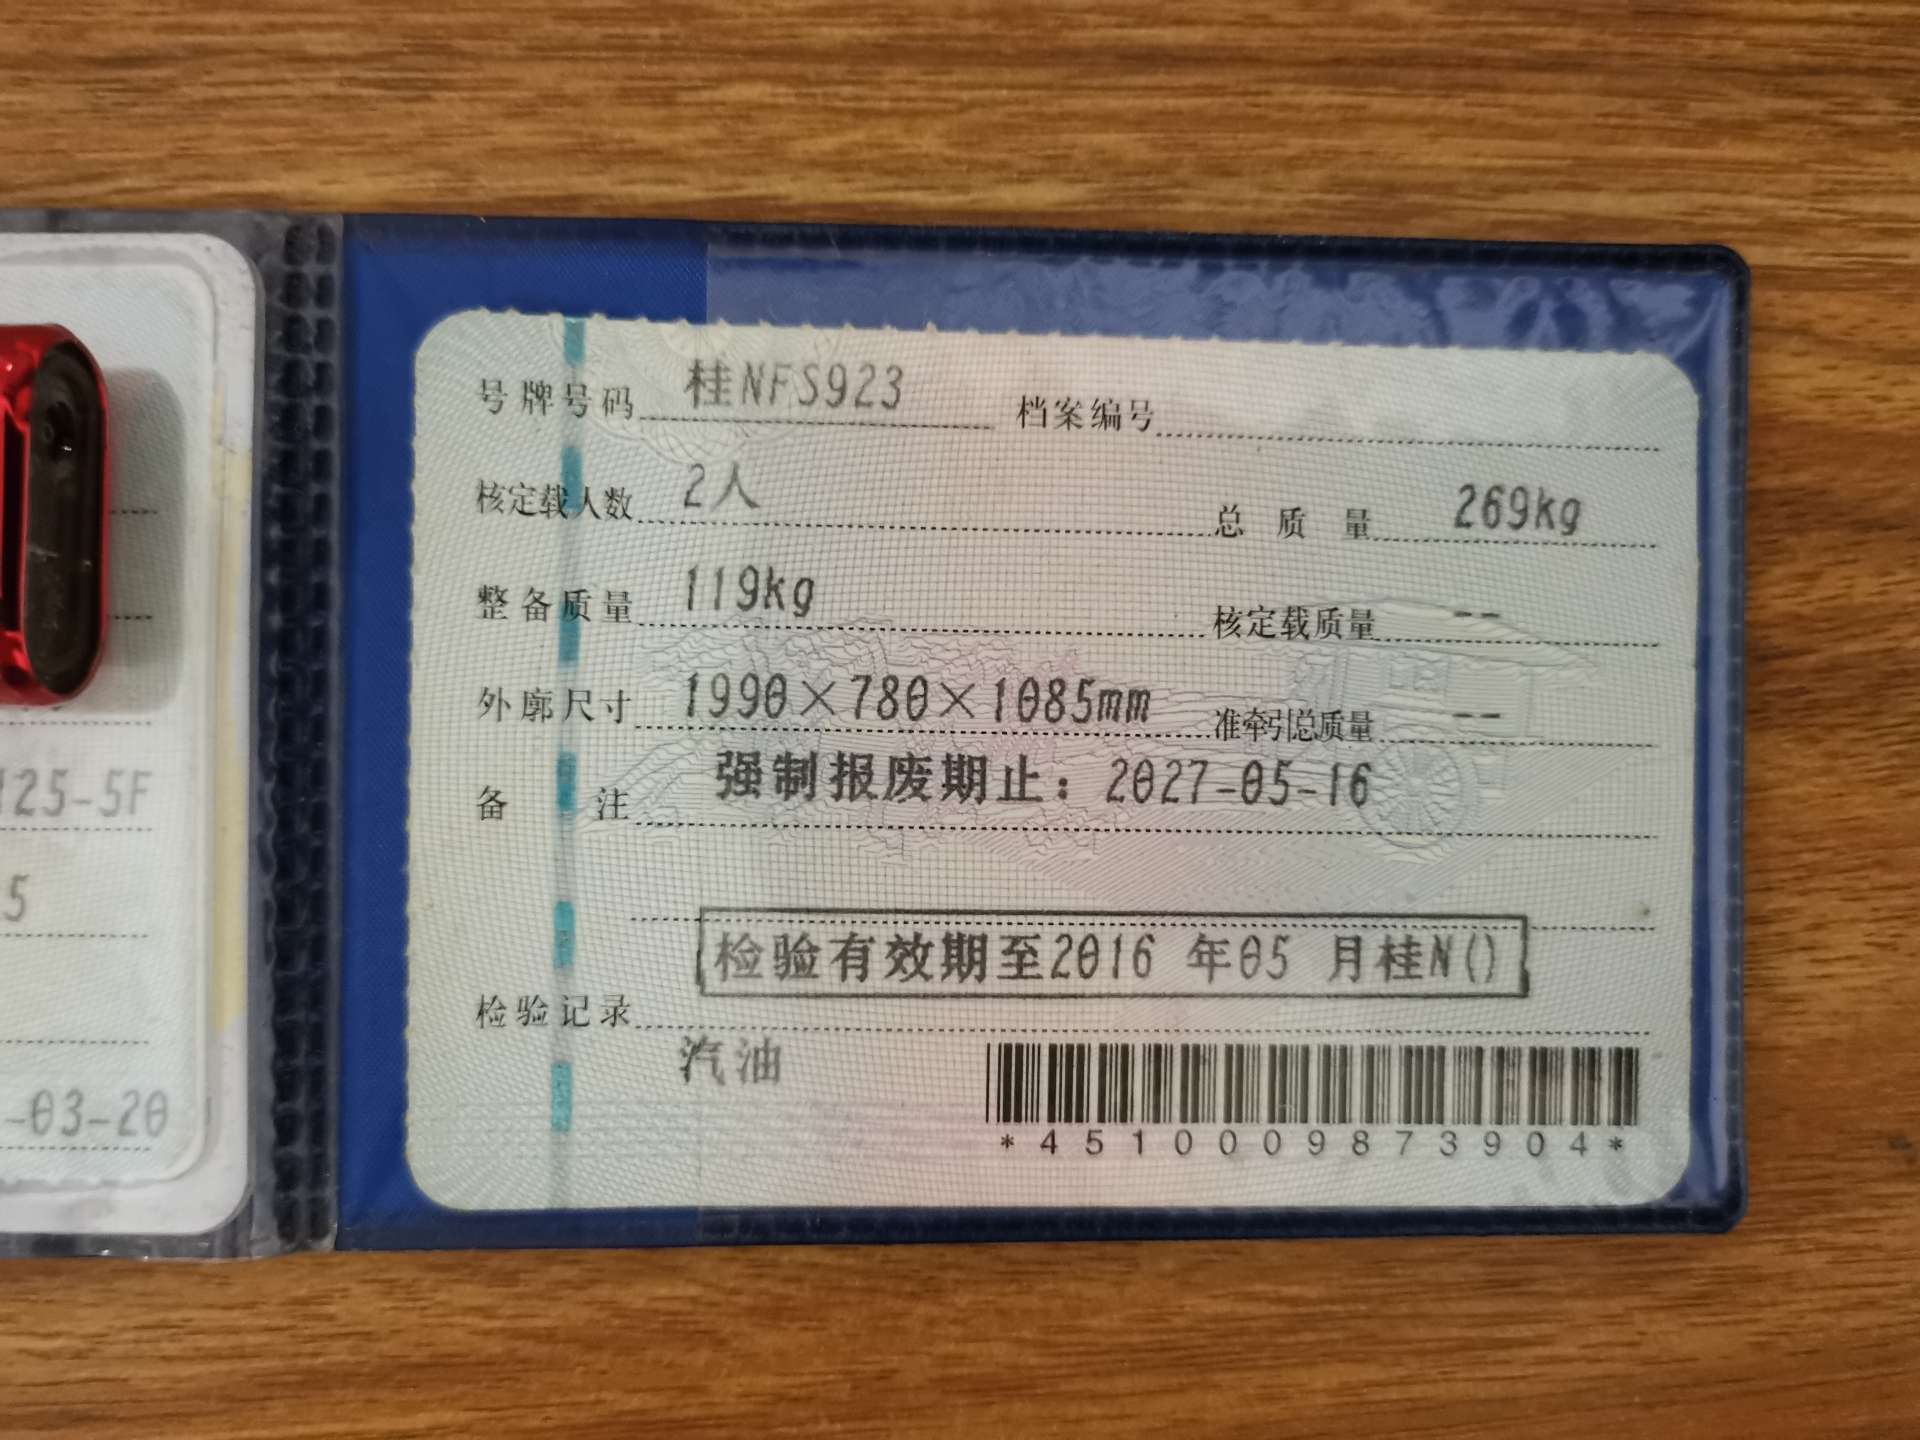 125-5F
5
-03-20
号牌号码 桂NFS923 档案编号
核定载人数 2人 总质量 269kg
整备质量 119kg 核定载质量 --
外廓尺寸 1990×780×1085mm 准牵引总质量 --
备注 强制报废期止：2027-05-16
检验有效期至2016 年05 月桂N()
检验记录
汽油
*4510009873904*